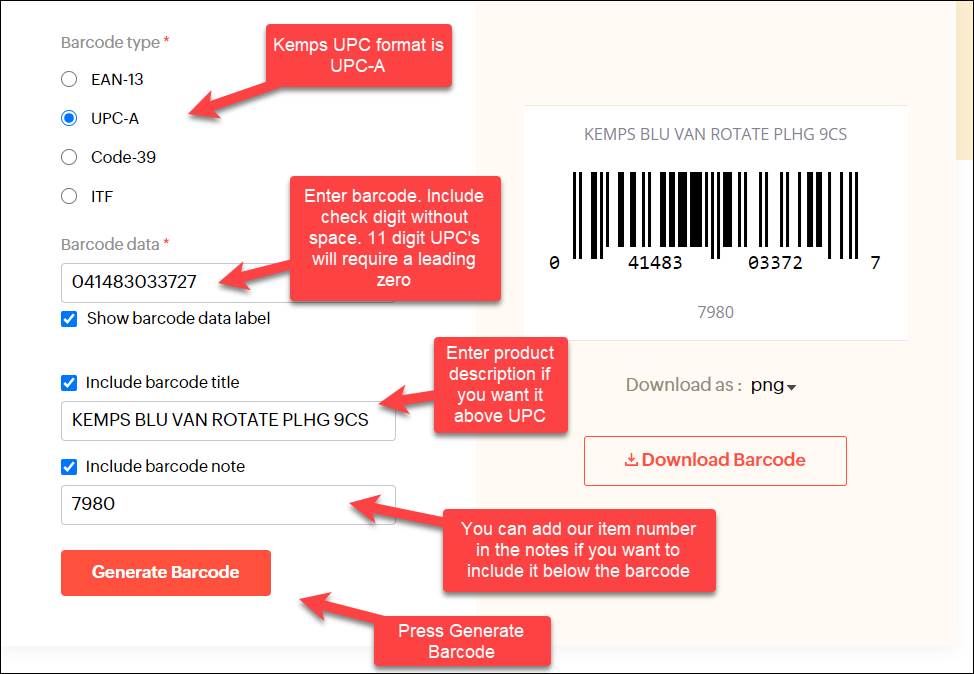 Barcode type *
Kemps UPC format is
UPC-A
EAN-13
UPC-A
Code-39
ITF
Enter barcode. Include
check digit without
space. 11 digit UPC's
will require a leading
zero
Barcode data *
041483033727
Show barcode data label
Include barcode title
KEMPS BLU VAN ROTATE PLHG 9CS
Enter product
description if
you want it
above UPC
Include barcode note
7980
You can add our item number
in the notes if you want to
include it below the barcode
Generate Barcode
Press Generate
Barcode
KEMPS BLU VAN ROTATE PLHG 9CS
0 41483 03372 7
7980
Download as : png
Download Barcode